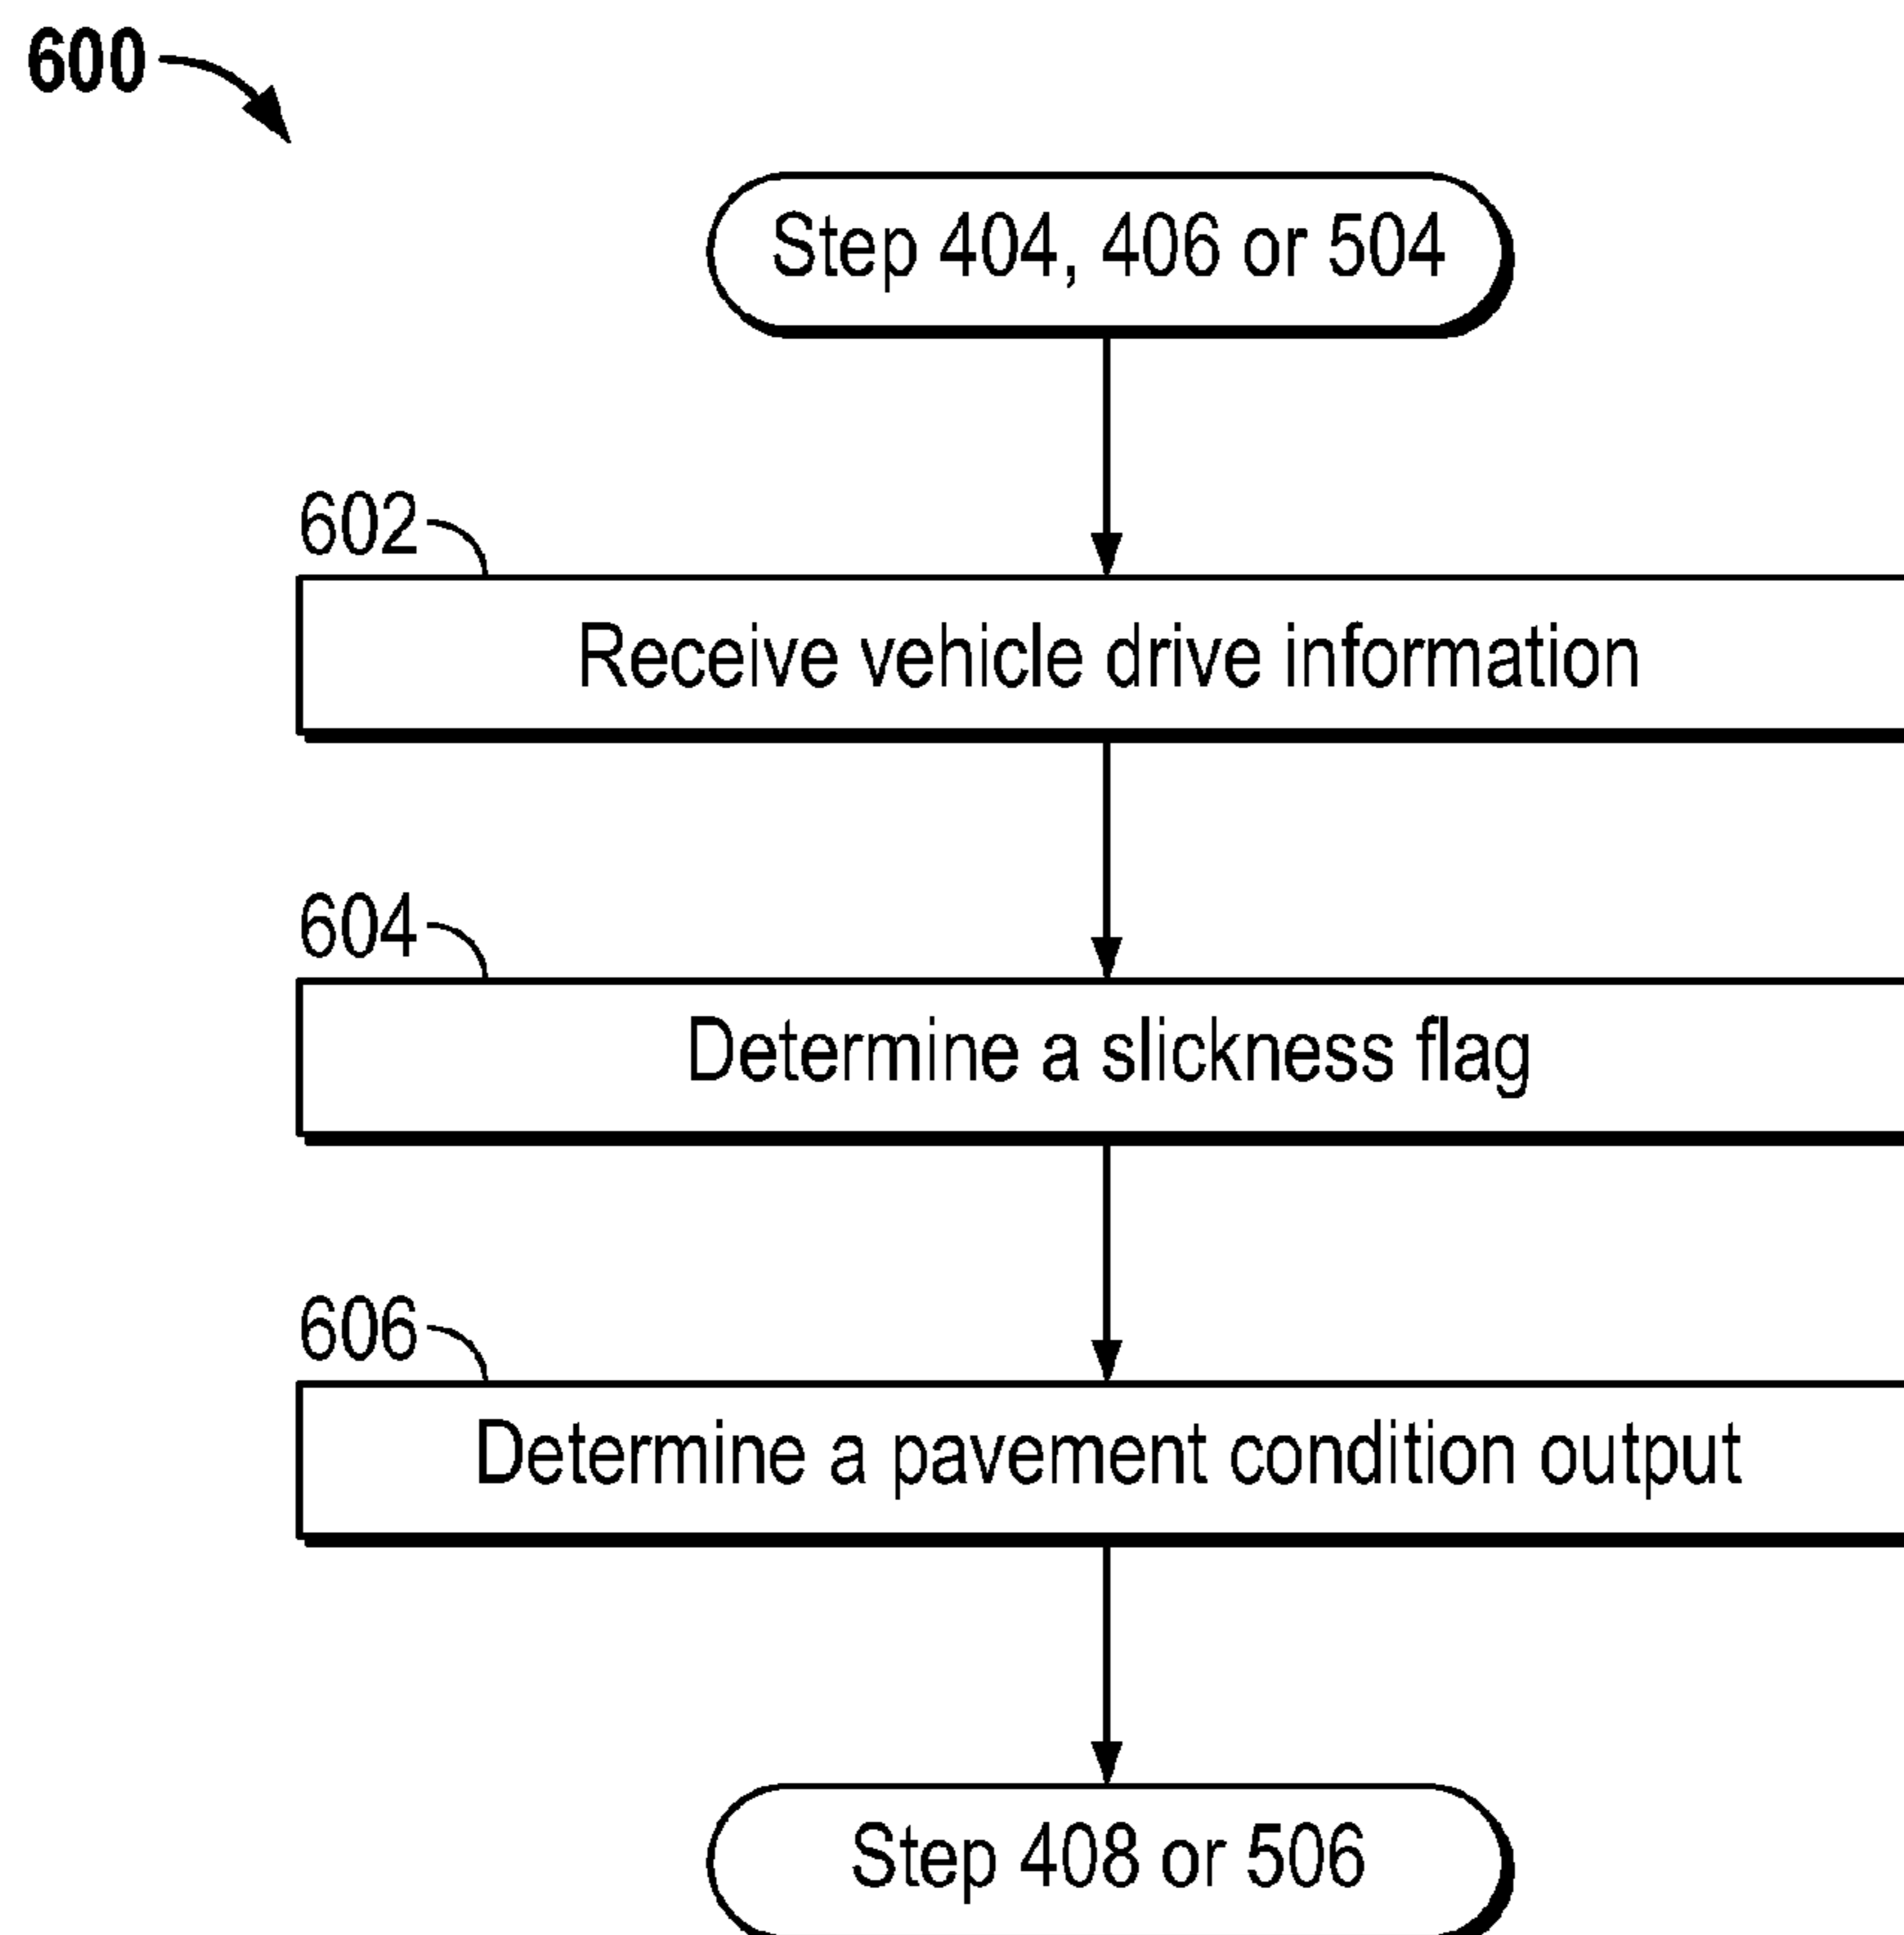 600
Step 404, 406 or 504
602
Receive vehicle drive information
604
Determine a slickness flag
606
Determine a pavement condition output
Step 408 or 506